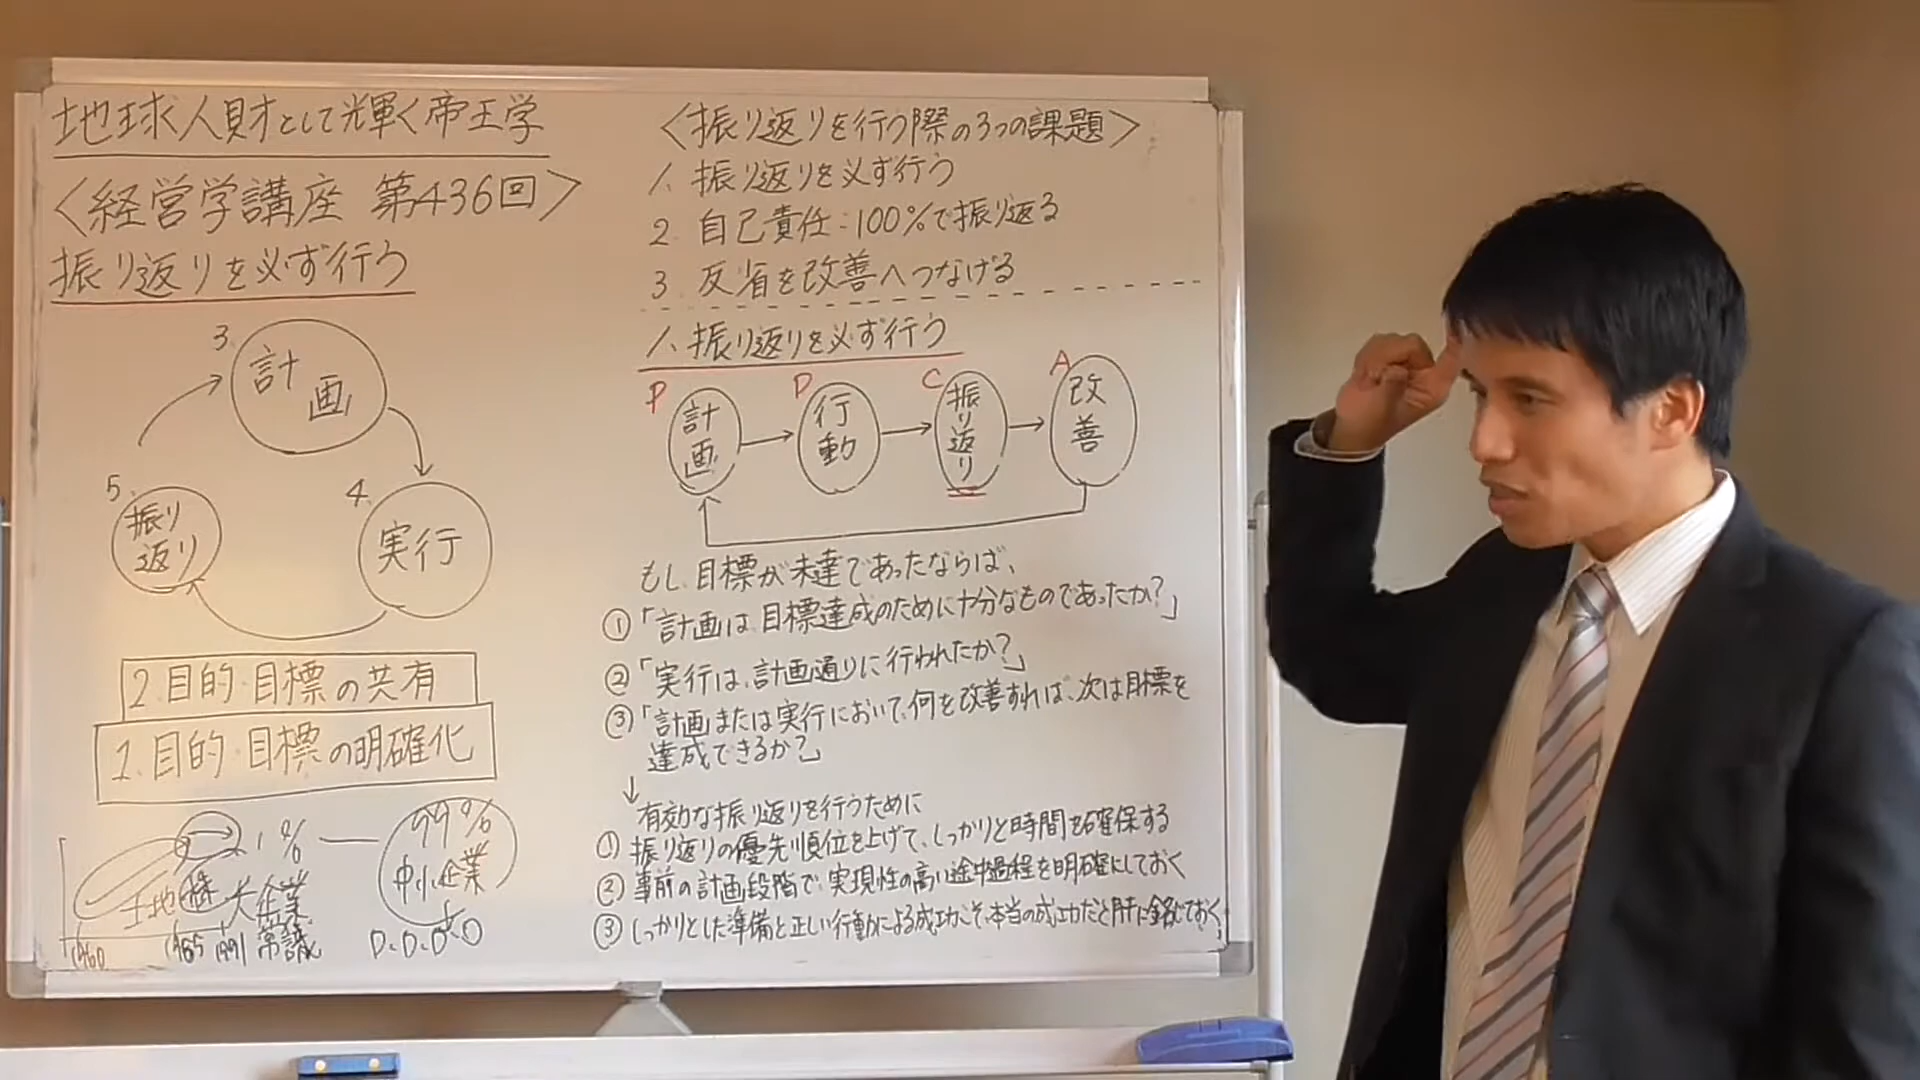 地球人財として輝く帝王学
〈経営学講座 第436回〉
振り返りを必ず行う
3. 計画
4. 実行
5. 振り返り
2. 目的・目標の共有
1. 目的・目標の明確化
1% — 99%
土地 株 大企業 中小企業
1960 1985 1991 常識 D.D.D.D
〈振り返りを行う際の3つの課題〉
1. 振り返りを必ず行う
2. 自己責任：100%で振り返る
3. 反省を改善へつなげる
1. 振り返りを必ず行う
P D C A
計画 → 行動 → 振り返り → 改善
もし、目標が未達であったならば、
①「計画は、目標達成のために十分なものであったか?」
②「実行は、計画通りに行われたか?」
③「計画または実行において、何を改善すれば、次は目標を
達成できるか?」
↓
有効な振り返りを行うために
① 振り返りの優先順位を上げて、しっかりと時間を確保する
② 事前の計画段階で、実現性の高い途中過程を明確にしておく
③ しっかりとした準備と正しい行動による成功こそ、本当の成功だと肝に銘じておく